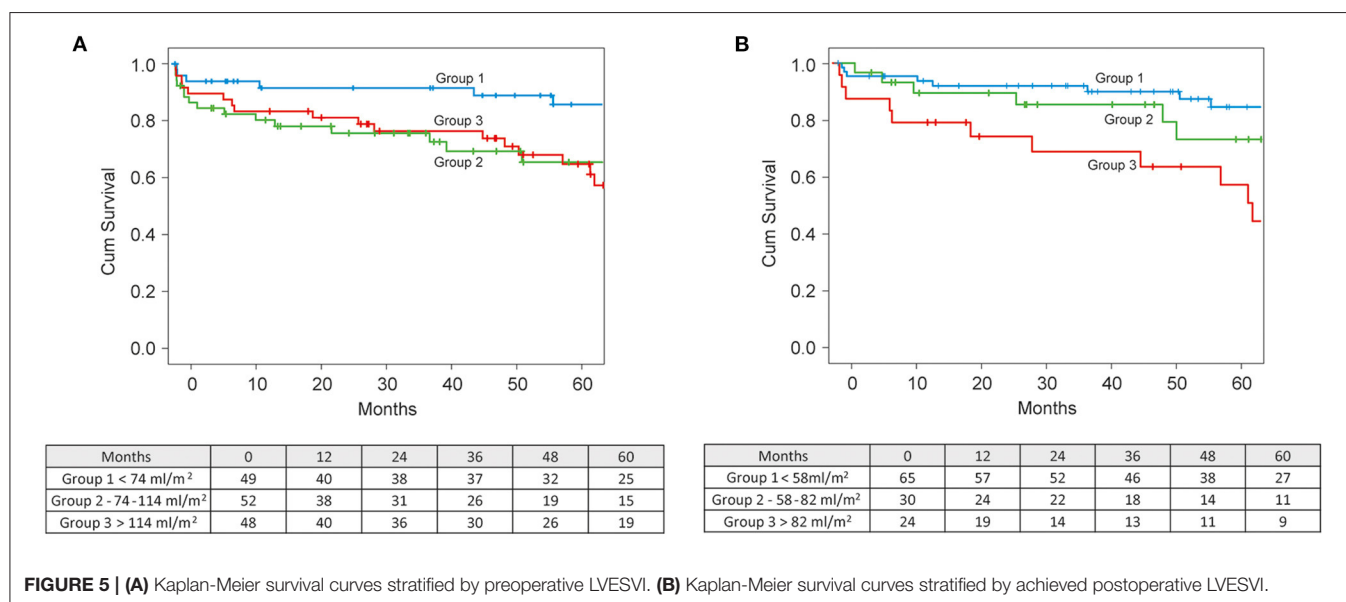 A
Cum Survival
1.0
0.8
0.6
0.4
0.2
0.0
Group 1
Group 3
Group 2
0 10 20 30 40 50 60
Months
Months 0 12 24 36 48 60
Group 1 < 74 ml/m² 49 40 38 37 32 25
Group 2 - 74 - 114 ml/m² 52 38 31 26 19 15
Group 3 > 114 ml/m² 48 40 36 30 26 19
B
Cum Survival
1.0
0.8
0.6
0.4
0.2
0.0
Group 1
Group 2
Group 3
0 10 20 30 40 50 60
Months
Months 0 12 24 36 48 60
Group 1 < 58ml/m² 65 57 52 46 38 27
Group 2 - 58 - 82 ml/m² 30 24 22 18 14 11
Group 3 > 82 ml/m² 24 19 14 13 11 9
FIGURE 5 | (A) Kaplan-Meier survival curves stratified by preoperative LVESVI. (B) Kaplan-Meier survival curves stratified by achieved postoperative LVESVI.